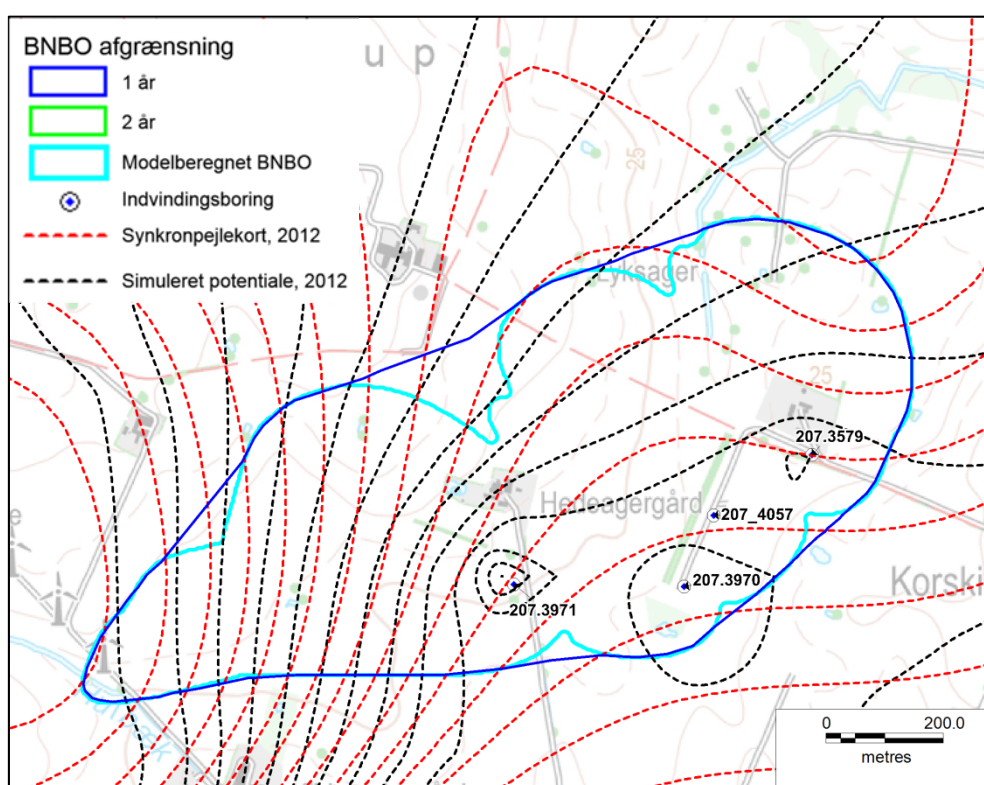 BNBO afgrænsning
1 år
2 år
Modelberegnet BNBO
Indvindingsboring
Synkronpejlekort, 2012
Simuleret potentiale, 2012
u p
25
Lyksager
25
207.3579
Hedeagergård
207_4057
207.3970
207.3971
Korski
0 200.0
metres